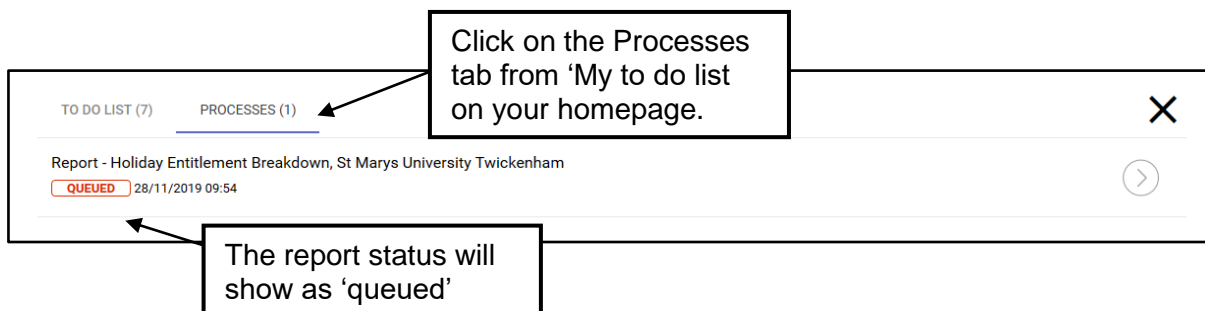 Click on the Processes
tab from ‘My to do list
on your homepage.
TO DO LIST (7) PROCESSES (1)
Report - Holiday Entitlement Breakdown, St Marys University Twickenham
QUEUED 28/11/2019 09:54
The report status will
show as ‘queued’